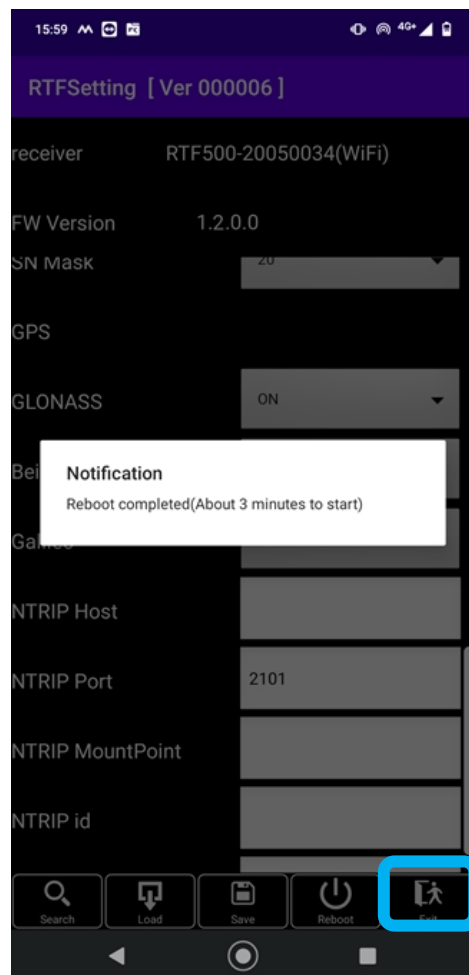 15:59 4G+
RTFSetting [ Ver 000006 ]
receiver RTF500-20050034(WiFi)
FW Version 1.2.0.0
SN Mask 20
GPS
GLONASS ON
Bei
Notification
Reboot completed(About 3 minutes to start)
NTRIP Host
NTRIP Port 2101
NTRIP MountPoint
NTRIP id
Search Load Save Reboot Exit